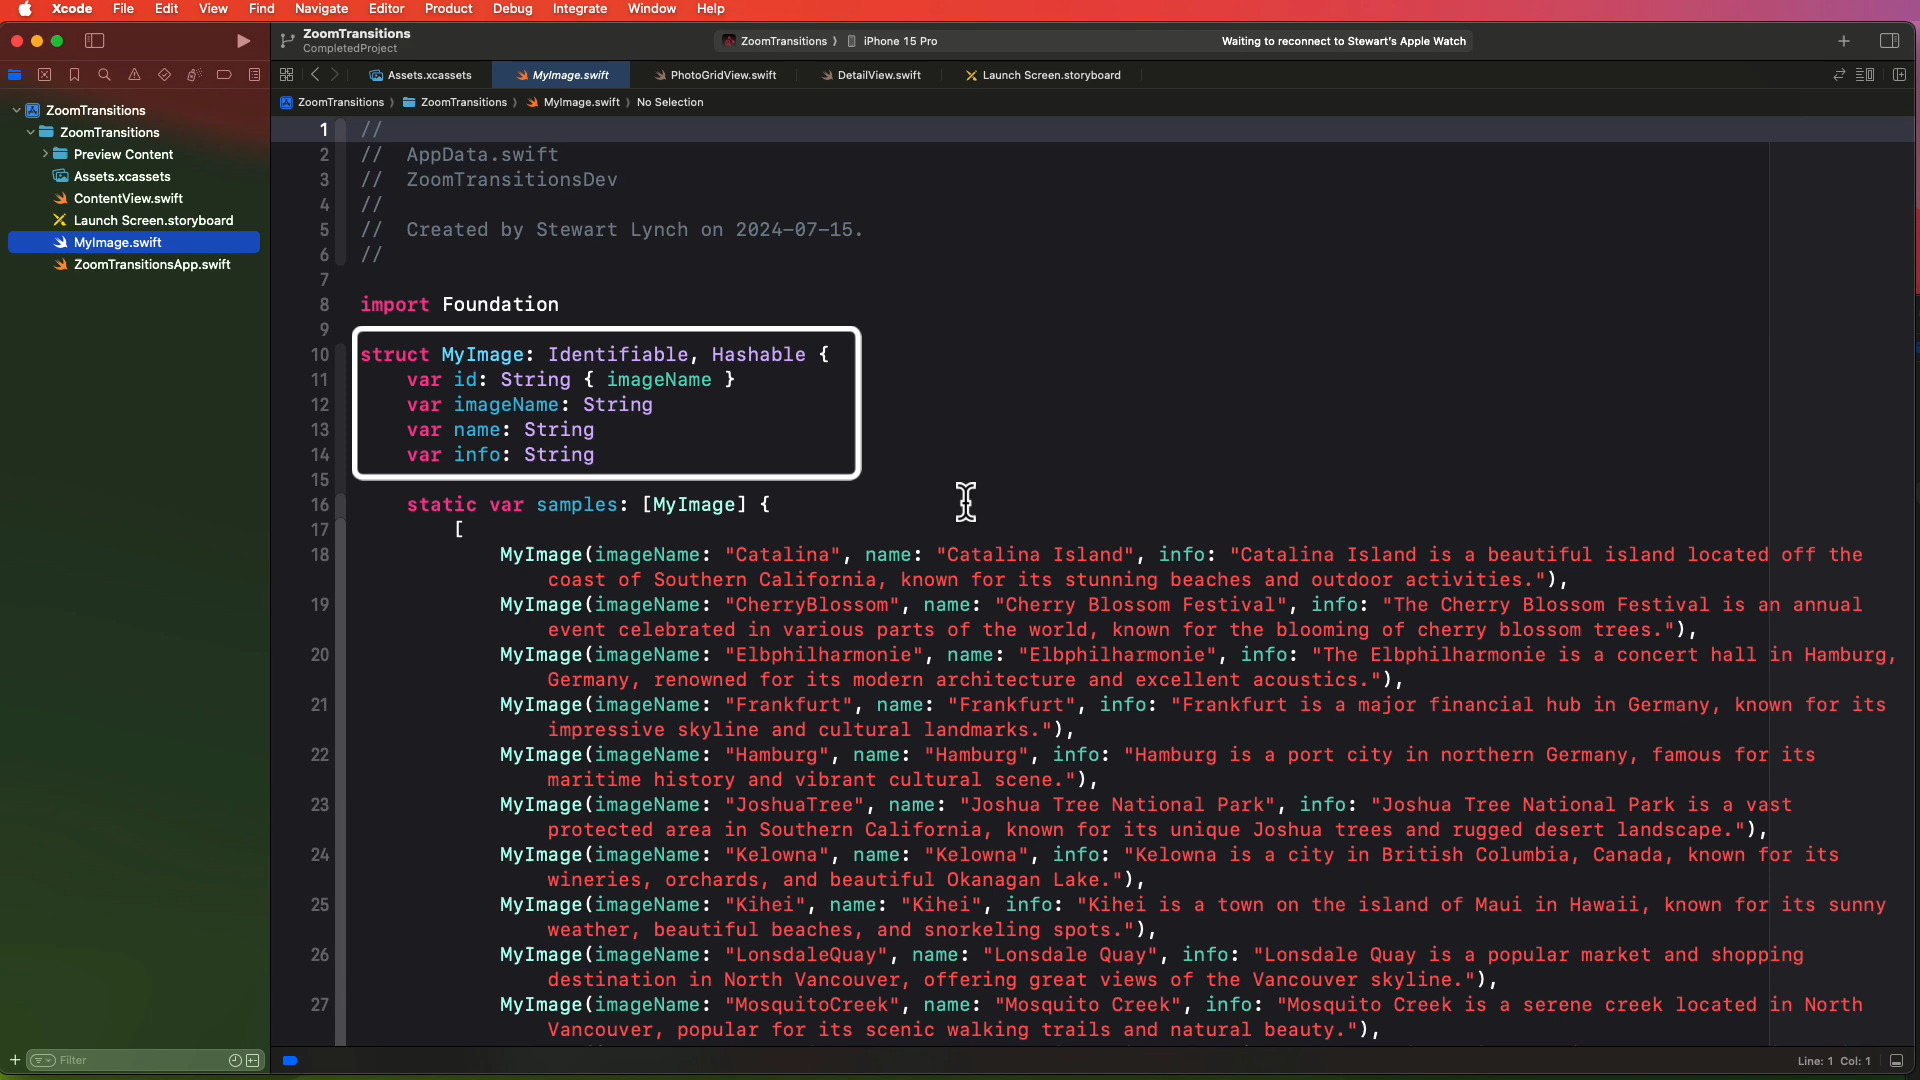 Xcode File Edit View Find Navigate Editor Product Debug Integrate Window Help
ZoomTransitions
CompletedProject
ZoomTransitions ⟩ iPhone 15 Pro
Waiting to reconnect to Stewart's Apple Watch
Assets.xcassets MyImage.swift PhotoGridView.swift DetailView.swift Launch Screen.storyboard
ZoomTransitions ⟩ ZoomTransitions ⟩ MyImage.swift ⟩ No Selection
ZoomTransitions
ZoomTransitions
Preview Content
Assets.xcassets
ContentView.swift
Launch Screen.storyboard
MyImage.swift
ZoomTransitionsApp.swift
Filter
1 //
2 // AppData.swift
3 // ZoomTransitionsDev
4 //
5 // Created by Stewart Lynch on 2024-07-15.
6 //
7
8 import Foundation
9
10 struct MyImage: Identifiable, Hashable {
11 var id: String { imageName }
12 var imageName: String
13 var name: String
14 var info: String
15
16 static var samples: [MyImage] {
17 [
18 MyImage(imageName: "Catalina", name: "Catalina Island", info: "Catalina Island is a beautiful island located off the
coast of Southern California, known for its stunning beaches and outdoor activities."),
19 MyImage(imageName: "CherryBlossom", name: "Cherry Blossom Festival", info: "The Cherry Blossom Festival is an annual
event celebrated in various parts of the world, known for the blooming of cherry blossom trees."),
20 MyImage(imageName: "Elbphilharmonie", name: "Elbphilharmonie", info: "The Elbphilharmonie is a concert hall in Hamburg,
Germany, renowned for its modern architecture and excellent acoustics."),
21 MyImage(imageName: "Frankfurt", name: "Frankfurt", info: "Frankfurt is a major financial hub in Germany, known for its
impressive skyline and cultural landmarks."),
22 MyImage(imageName: "Hamburg", name: "Hamburg", info: "Hamburg is a port city in northern Germany, famous for its
maritime history and vibrant cultural scene."),
23 MyImage(imageName: "JoshuaTree", name: "Joshua Tree National Park", info: "Joshua Tree National Park is a vast
protected area in Southern California, known for its unique Joshua trees and rugged desert landscape."),
24 MyImage(imageName: "Kelowna", name: "Kelowna", info: "Kelowna is a city in British Columbia, Canada, known for its
wineries, orchards, and beautiful Okanagan Lake."),
25 MyImage(imageName: "Kihei", name: "Kihei", info: "Kihei is a town on the island of Maui in Hawaii, known for its sunny
weather, beautiful beaches, and snorkeling spots."),
26 MyImage(imageName: "LonsdaleQuay", name: "Lonsdale Quay", info: "Lonsdale Quay is a popular market and shopping
destination in North Vancouver, offering great views of the Vancouver skyline."),
27 MyImage(imageName: "MosquitoCreek", name: "Mosquito Creek", info: "Mosquito Creek is a serene creek located in North
Vancouver, popular for its scenic walking trails and natural beauty."),
Line: 1 Col: 1